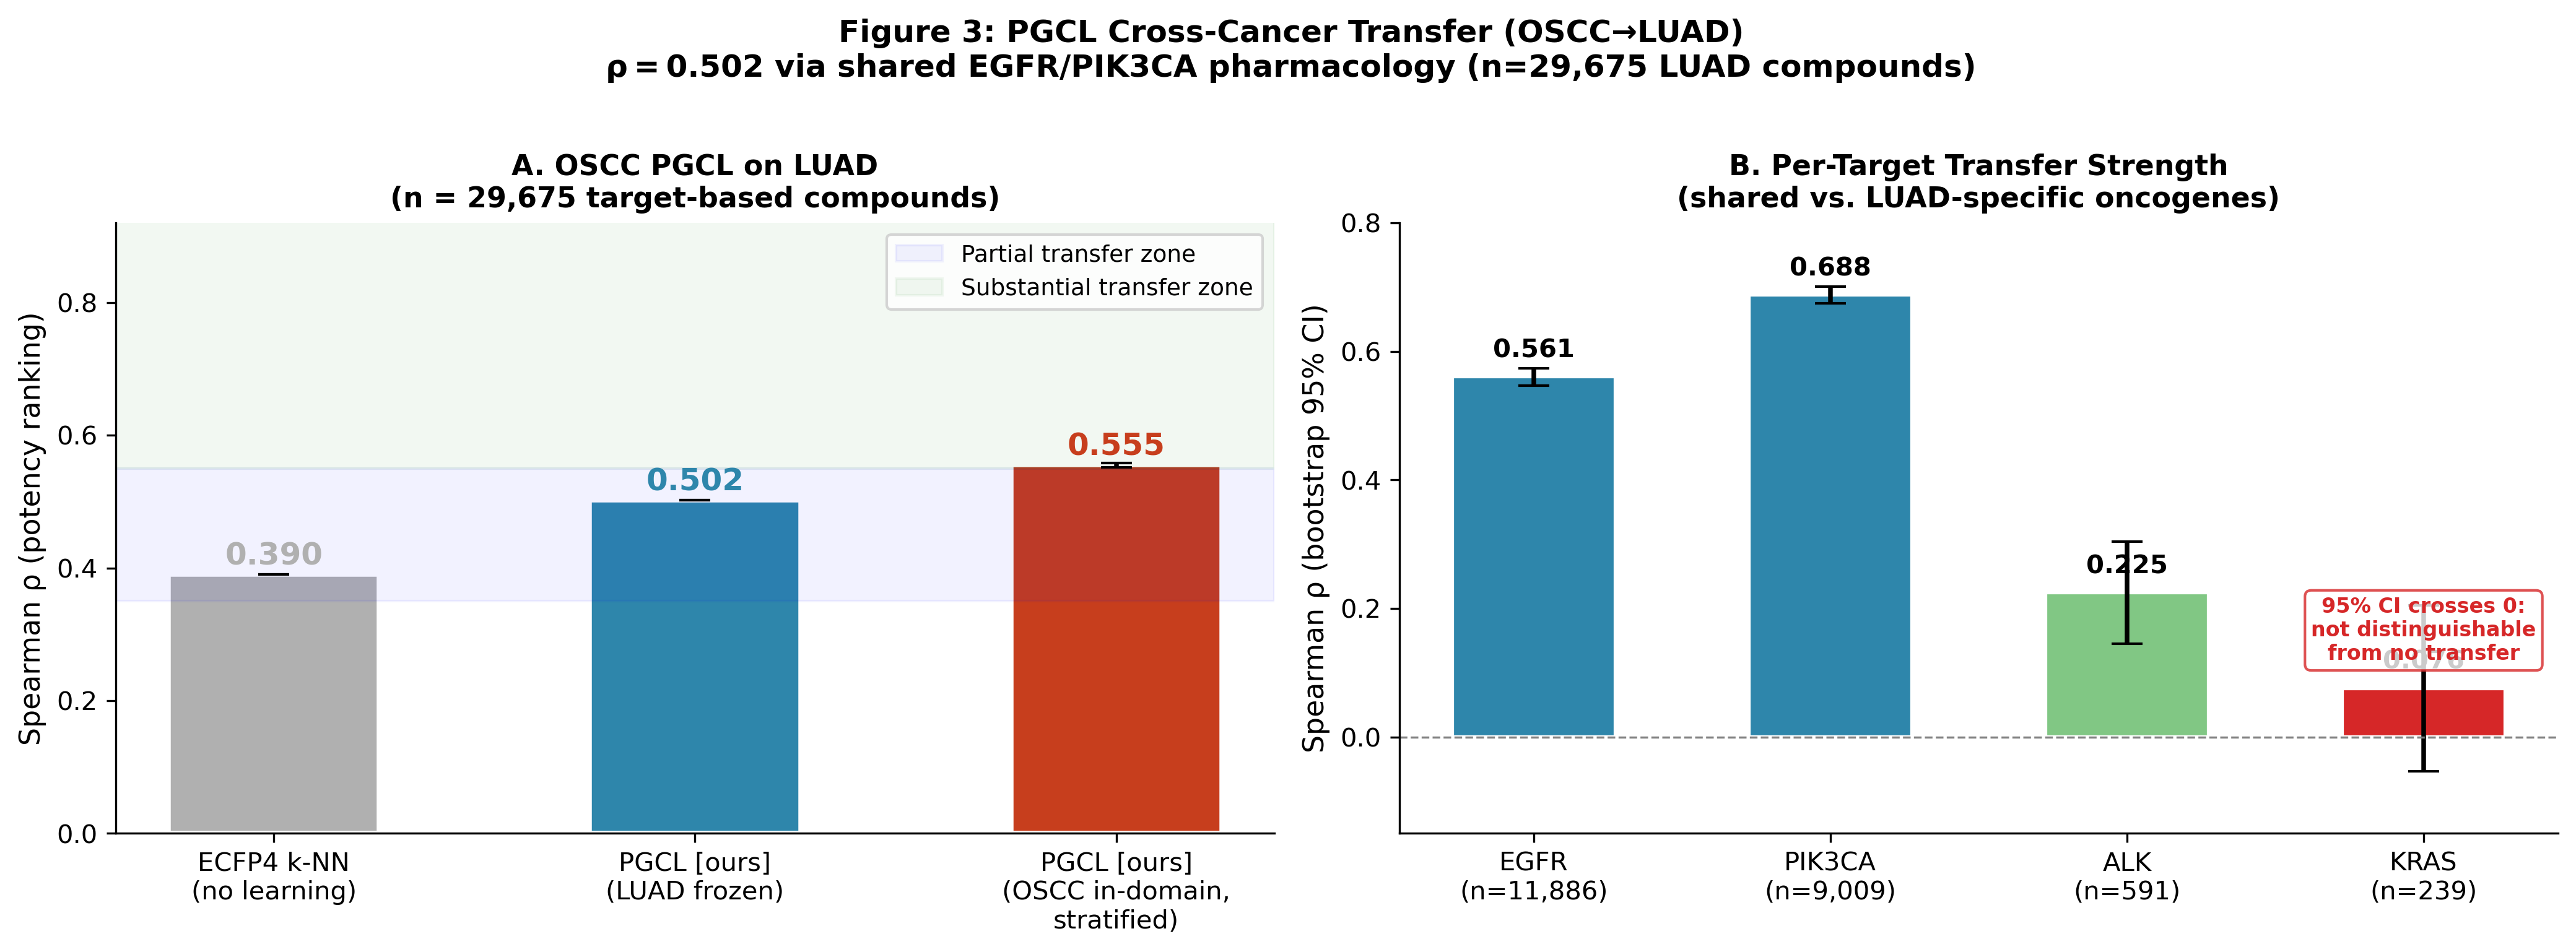 Figure 3: PGCL Cross-Cancer Transfer (OSCC→LUAD)
ρ = 0.502 via shared EGFR/PIK3CA pharmacology (n=29,675 LUAD compounds)
A. OSCC PGCL on LUAD
(n = 29,675 target-based compounds)
Spearman ρ (potency ranking)
0.8
0.6
0.4
0.2
0.0
Partial transfer zone
Substantial transfer zone
0.390
0.502
0.555
ECFP4 k-NN
(no learning)
PGCL [ours]
(LUAD frozen)
PGCL [ours]
(OSCC in-domain,
stratified)
B. Per-Target Transfer Strength
(shared vs. LUAD-specific oncogenes)
Spearman ρ (bootstrap 95% CI)
0.8
0.6
0.4
0.2
0.0
0.561
0.688
0.225
95% CI crosses 0:
not distinguishable
from no transfer
0.076
EGFR
(n=11,886)
PIK3CA
(n=9,009)
ALK
(n=591)
KRAS
(n=239)